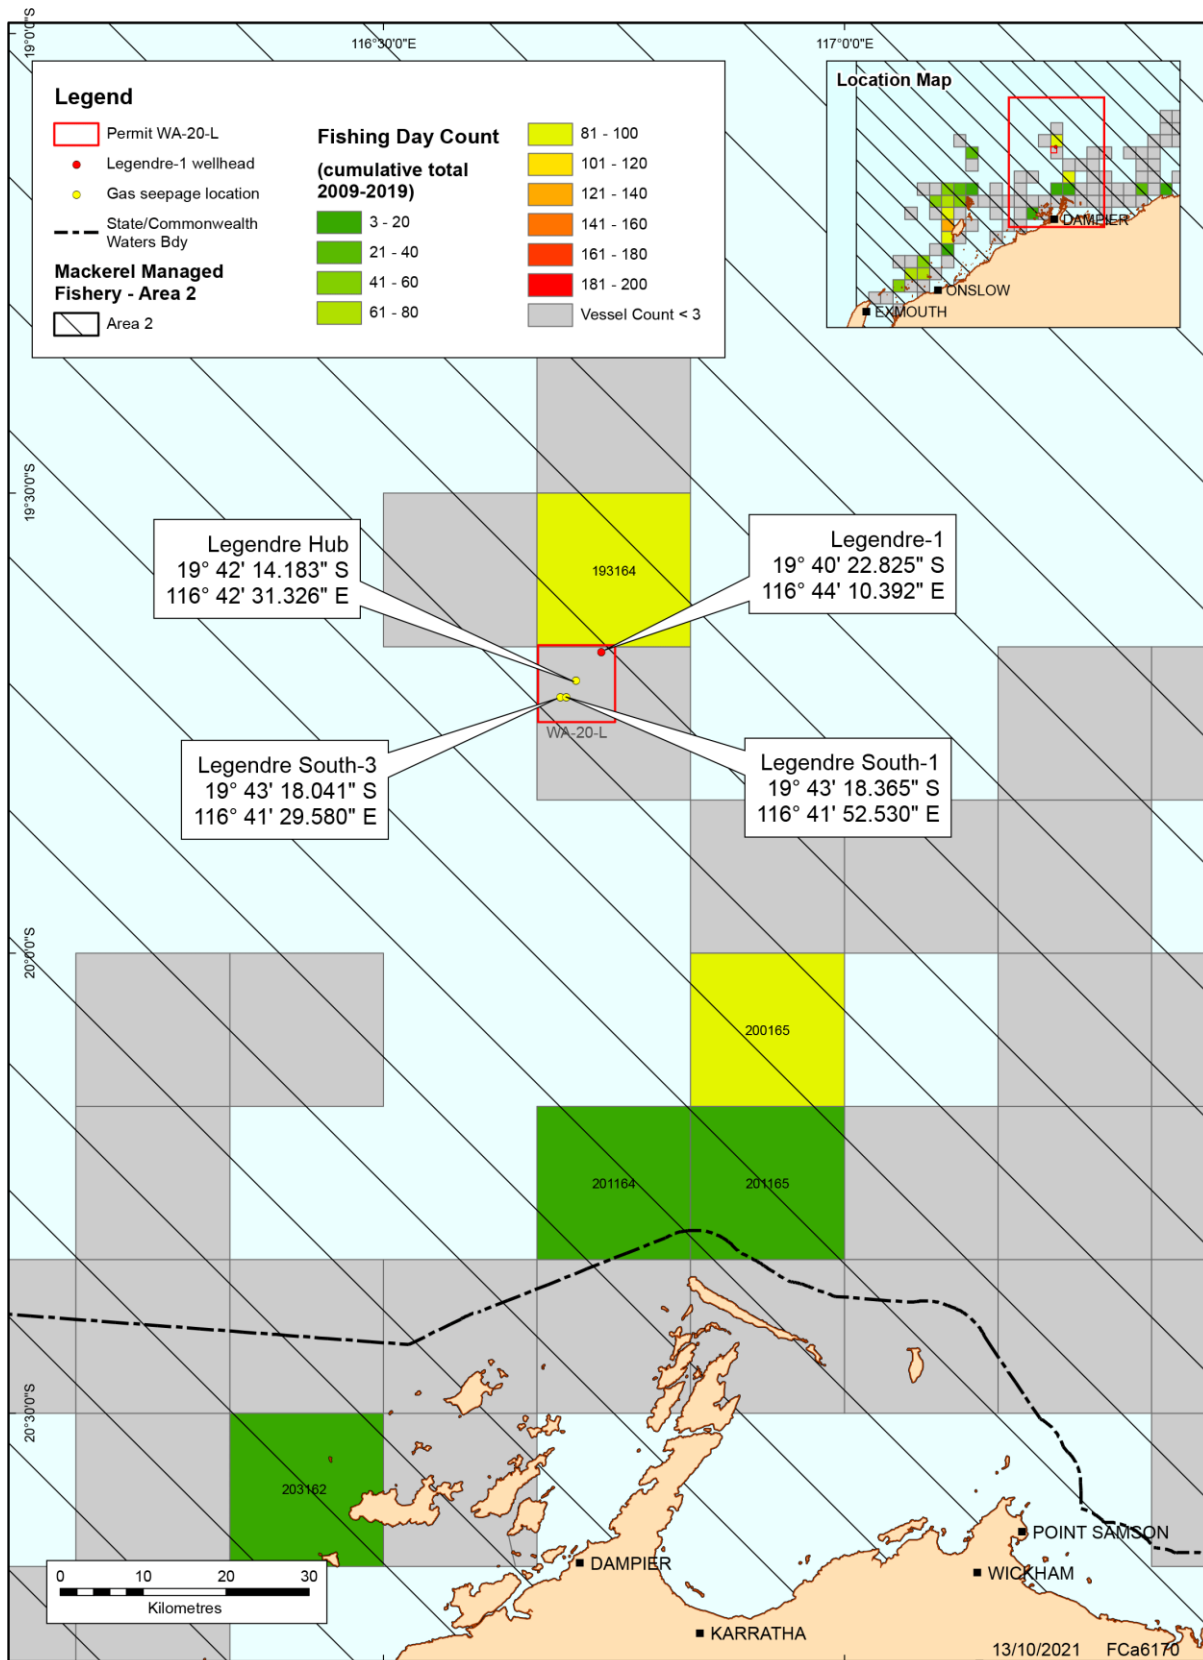 116°30'0"E
117°0'0"E
19°0'0"S
Legend
Permit WA-20-L
Legendre-1 wellhead
Gas seepage location
State/Commonwealth
Waters Bdy
Mackerel Managed
Fishery - Area 2
Area 2
Fishing Day Count
(cumulative total
2009-2019)
3 - 20
21 - 40
41 - 60
61 - 80
81 - 100
101 - 120
121 - 140
141 - 160
161 - 180
181 - 200
Vessel Count < 3
Location Map
DAMPIER
ONSLOW
EXMOUTH
19°30'0"S
Legendre Hub
19° 42' 14.183" S
116° 42' 31.326" E
193164
Legendre-1
19° 40' 22.825" S
116° 44' 10.392" E
WA-20-L
Legendre South-3
19° 43' 18.041" S
116° 41' 29.580" E
Legendre South-1
19° 43' 18.365" S
116° 41' 52.530" E
20°0'0"S
200165
201164
201165
20°30'0"S
203162
POINT SAMSON
DAMPIER
WICKHAM
KARRATHA
0 10 20 30
Kilometres
13/10/2021 FCa6170